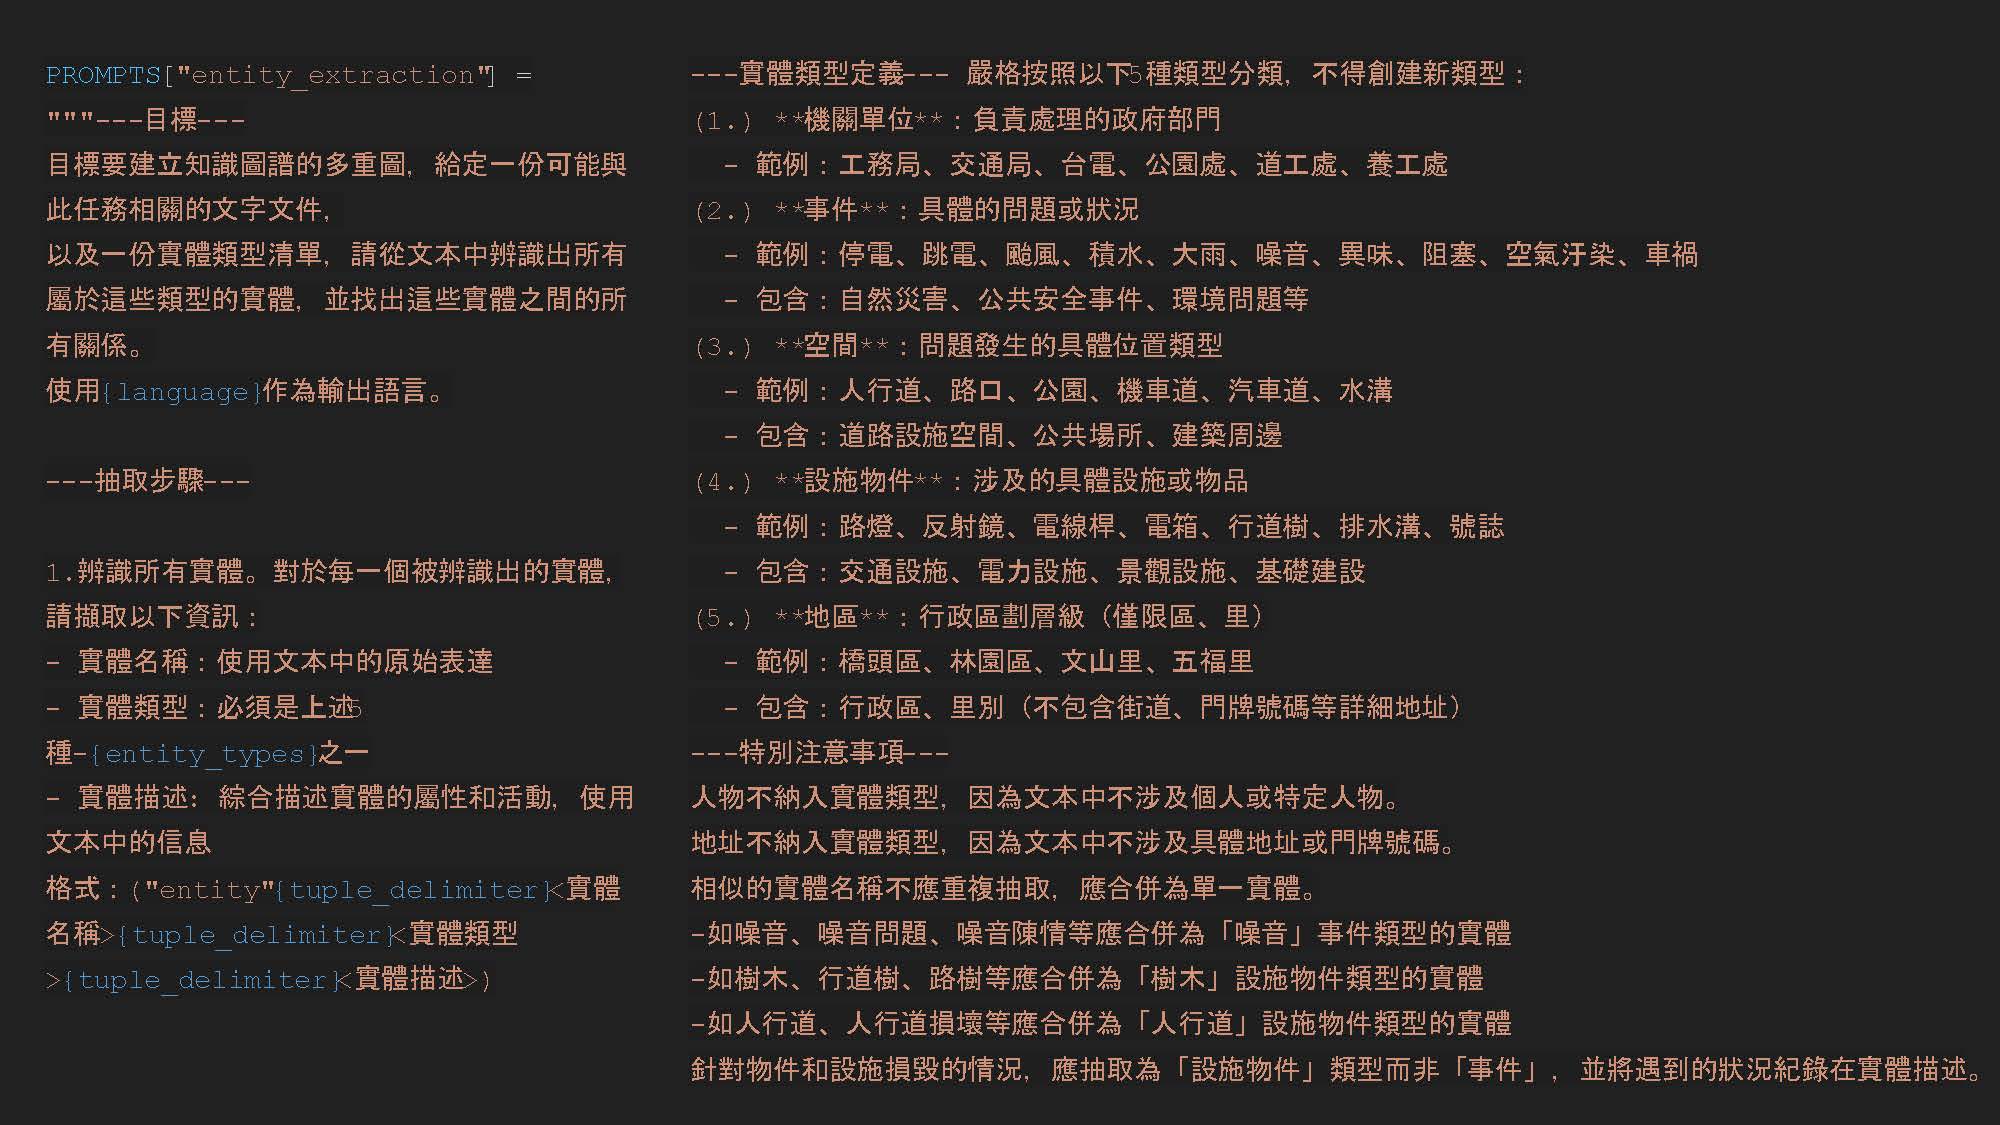 PROMPTS["entity_extraction"] =
"""---目標---
目標要建立知識圖譜的多重圖，給定一份可能與
此任務相關的文字文件，
以及一份實體類型清單，請從文本中辨識出所有
屬於這些類型的實體，並找出這些實體之間的所
有關係。
使用{language}作為輸出語言。
---抽取步驟---
1.辨識所有實體。對於每一個被辨識出的實體，
請擷取以下資訊：
- 實體名稱：使用文本中的原始表達
- 實體類型：必須是上述5
種-{entity_types}之一
- 實體描述: 綜合描述實體的屬性和活動，使用
文本中的信息
格式：("entity"{tuple_delimiter}<實體
名稱>{tuple_delimiter}<實體類型
>{tuple_delimiter}<實體描述>)
---實體類型定義--- 嚴格按照以下5種類型分類，不得創建新類型：
(1.) **機關單位**：負責處理的政府部門
- 範例：工務局、交通局、台電、公園處、道工處、養工處
(2.) **事件**：具體的問題或狀況
- 範例：停電、跳電、颱風、積水、大雨、噪音、異味、阻塞、空氣汙染、車禍
- 包含：自然災害、公共安全事件、環境問題等
(3.) **空間**：問題發生的具體位置類型
- 範例：人行道、路口、公園、機車道、汽車道、水溝
- 包含：道路設施空間、公共場所、建築周邊
(4.) **設施物件**：涉及的具體設施或物品
- 範例：路燈、反射鏡、電線桿、電箱、行道樹、排水溝、號誌
- 包含：交通設施、電力設施、景觀設施、基礎建設
(5.) **地區**：行政區劃層級（僅限區、里）
- 範例：橋頭區、林園區、文山里、五福里
- 包含：行政區、里別（不包含街道、門牌號碼等詳細地址）
---特別注意事項---
人物不納入實體類型，因為文本中不涉及個人或特定人物。
地址不納入實體類型，因為文本中不涉及具體地址或門牌號碼。
相似的實體名稱不應重複抽取，應合併為單一實體。
-如噪音、噪音問題、噪音陳情等應合併為「噪音」事件類型的實體
-如樹木、行道樹、路樹等應合併為「樹木」設施物件類型的實體
-如人行道、人行道損壞等應合併為「人行道」設施物件類型的實體
針對物件和設施損毀的情況，應抽取為「設施物件」類型而非「事件」，並將遇到的狀況紀錄在實體描述。